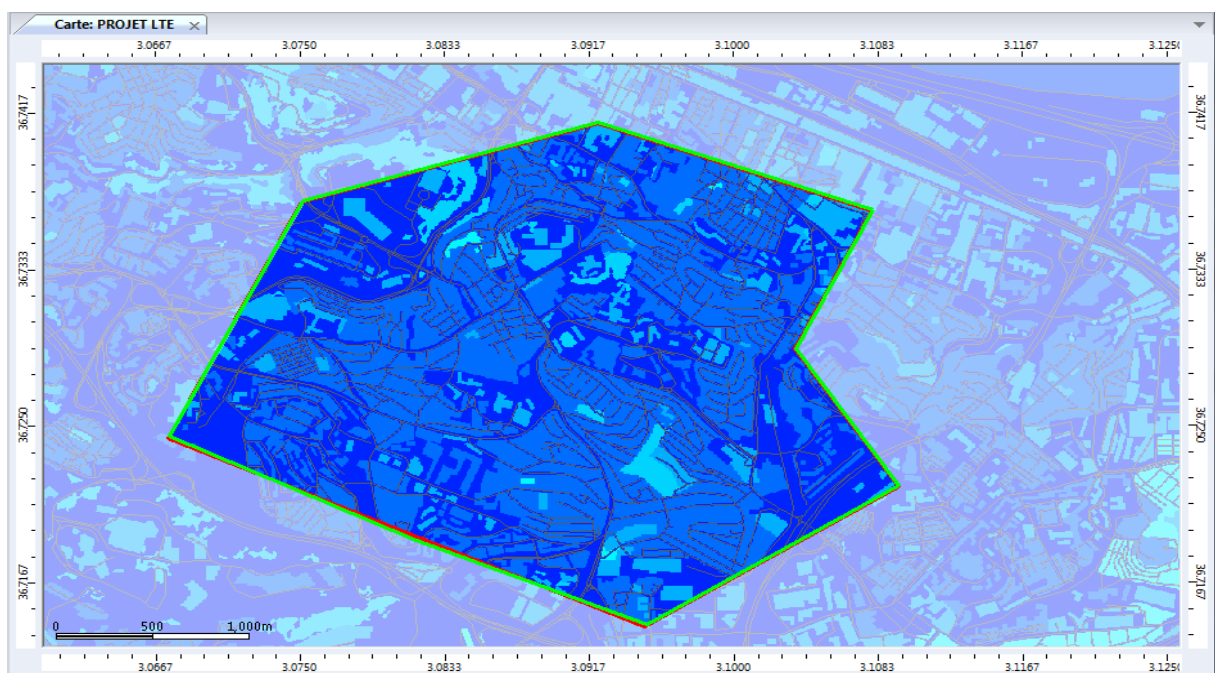 Carte: PROJET LTE
3.0667 3.0750 3.0833 3.0917 3.1000 3.1083 3.1167 3.1250
36.7417 36.7417
36.7333 36.7333
36.7250 36.7250
36.7167 36.7167
0 500 1,000m
3.0667 3.0750 3.0833 3.0917 3.1000 3.1083 3.1167 3.1250